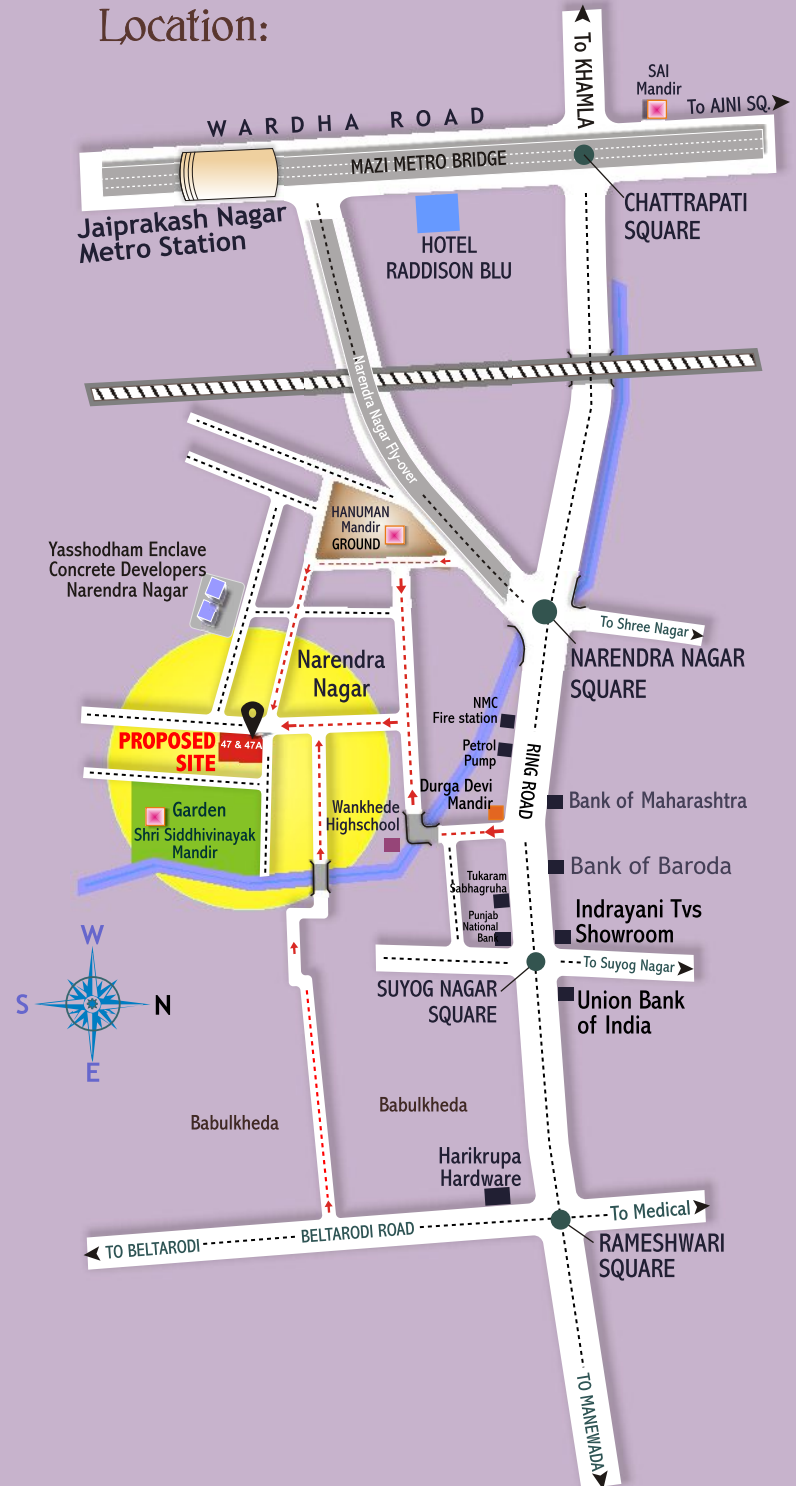 Location:
To KHAMLA
SAI
Mandir
To AJNI SQ.
WARDHA ROAD
MAZI METRO BRIDGE
Jaiprakash Nagar
Metro Station
CHATTRAPATI
SQUARE
HOTEL
RADDISON BLU
Narendra Nagar Fly-over
HANUMAN
Mandir
GROUND
Yasshodham Enclave
Concrete Developers
Narendra Nagar
To Shree Nagar
Narendra
Nagar
NARENDRA NAGAR
SQUARE
NMC
Fire station
PROPOSED
SITE
47 & 47A
Petrol
Pump
RING ROAD
Durga Devi
Mandir
Bank of Maharashtra
Garden
Shri Siddhivinayak
Mandir
Wankhede
Highschool
Bank of Baroda
Tukaram
Sabhagruha
Punjab
National
Bank
Indrayani Tvs
Showroom
To Suyog Nagar
SUYOG NAGAR
SQUARE
Union Bank
of India
W
S
N
E
Babulkheda
Babulkheda
Harikrupa
Hardware
To Medical
TO BELTARODI
BELTARODI ROAD
RAMESHWARI
SQUARE
TO MANEWADA